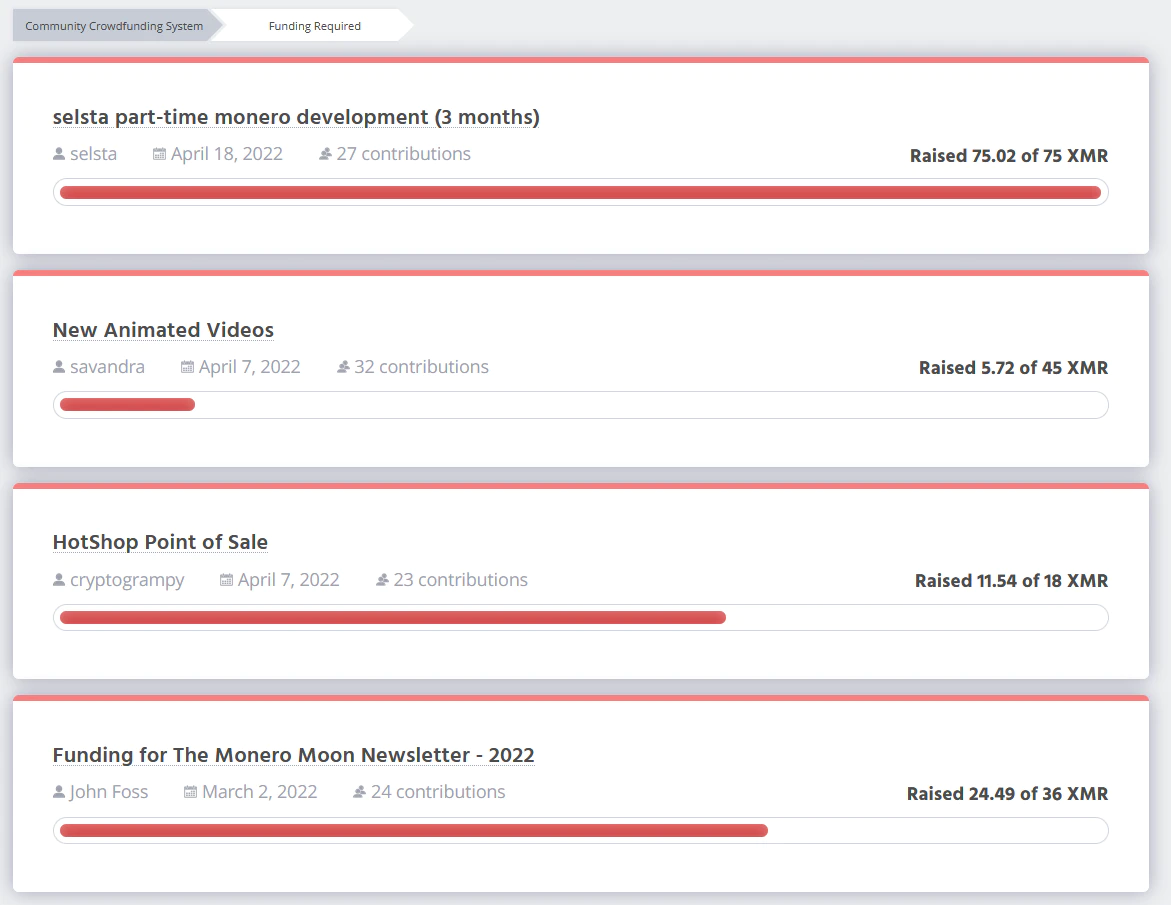 Community Crowdfunding System Funding Required
selsta part-time monero development (3 months)
selsta April 18, 2022 27 contributions Raised 75.02 of 75 XMR
New Animated Videos
savandra April 7, 2022 32 contributions Raised 5.72 of 45 XMR
HotShop Point of Sale
cryptogrampy April 7, 2022 23 contributions Raised 11.54 of 18 XMR
Funding for The Monero Moon Newsletter - 2022
John Foss March 2, 2022 24 contributions Raised 24.49 of 36 XMR